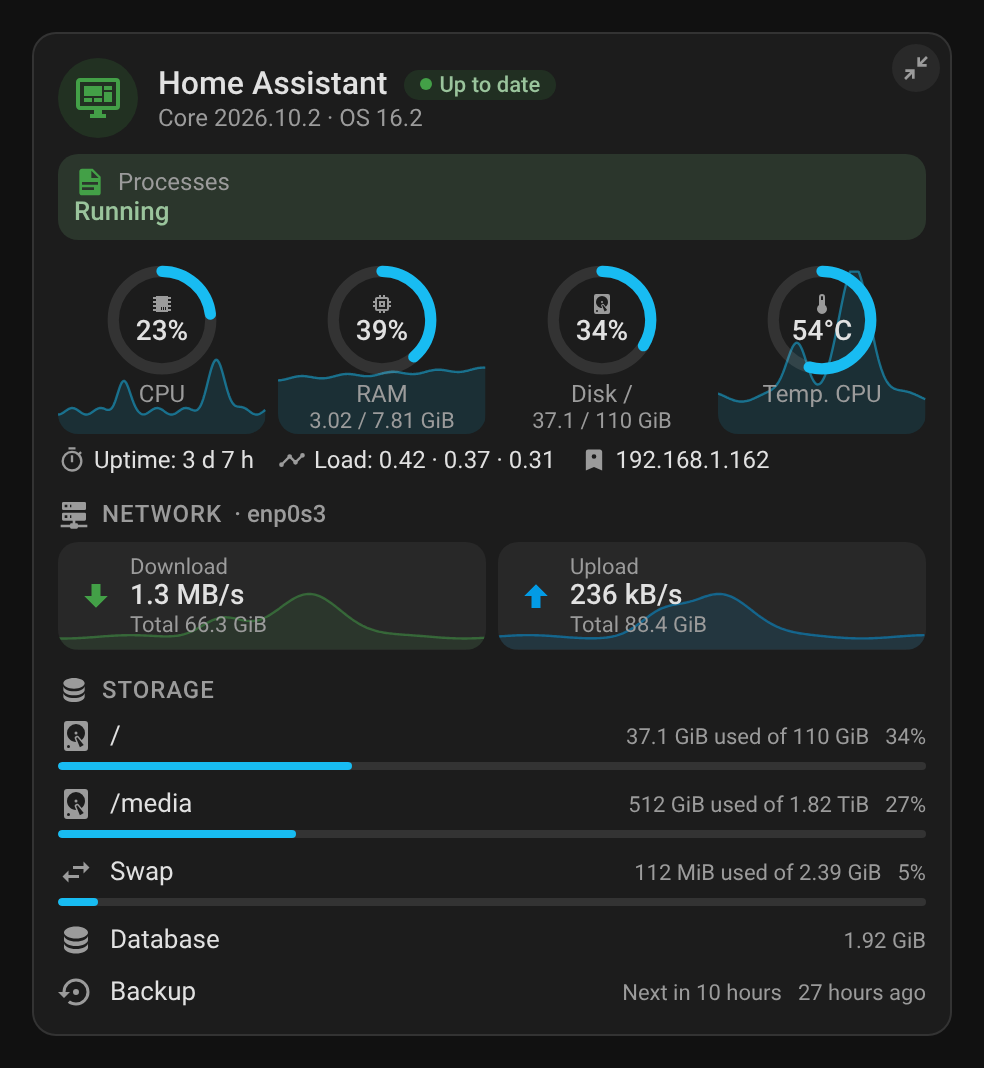 Home Assistant
Up to date
Core 2026.10.2 · OS 16.2
Processes
Running
23%
39%
34%
54°C
CPU
RAM
Disk /
Temp. CPU
3.02 / 7.81 GiB
37.1 / 110 GiB
Uptime: 3 d 7 h
Load: 0.42 · 0.37 · 0.31
192.168.1.162
NETWORK · enp0s3
Download
1.3 MB/s
Total 66.3 GiB
Upload
236 kB/s
Total 88.4 GiB
STORAGE
/ 37.1 GiB used of 110 GiB 34%
/media 512 GiB used of 1.82 TiB 27%
Swap 112 MiB used of 2.39 GiB 5%
Database 1.92 GiB
Backup Next in 10 hours 27 hours ago